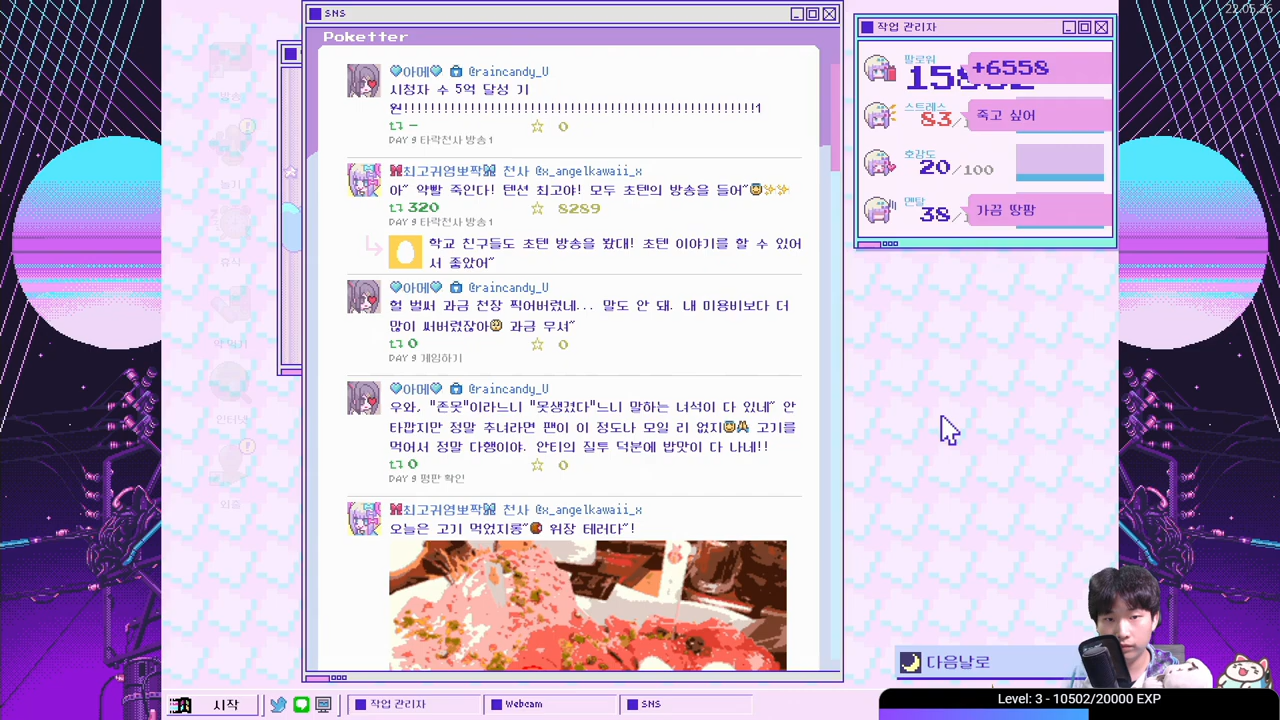 SNS
Poketter
♡아메♡ @raincandy_U
시청자 수 5억 달성 기
원!!!!!!!!!!!!!!!!!!!!!!!!!!!!!!!!!!!!!!!!!!!!!!!!!!1
–
0
DAY 9 타락전사 방송1
최고귀염뽀짝 천사 @x_angelkawaii_x
아~ 약빨 죽인다! 텐션 최고야! 모두 초텐의 방송을 들어~😇✨✨
320
8289
DAY 9 타락전사 방송1
학교 친구들도 초텐 방송을 봤대! 초텐 이야기를 할 수 있어
서 좋았어~
♡아메♡ @raincandy_U
헐 벌써 과금 천장 찍어버렸네... 말도 안 돼. 내 미용비보다 더
많이 써버렸잖아 과금 무서~
0
0
DAY 9 게임하기
♡아메♡ @raincandy_U
우와, "존못"이라느니 "못생겼다"느니 말하는 녀석이 다 있네~ 안
타깝지만 정말 추녀라면 팬이 이 정도나 모일 리 없지😇🙏 고기를
먹어서 정말 다행이야. 안티의 질투 덕분에 밥맛이 다 나네!!
0
0
DAY 9 평판 확인
최고귀염뽀짝 천사 @x_angelkawaii_x
오늘은 고기 먹었지롱~🍖 위장 테러다~!
작업 관리자
팔로워
+6558
스트레스
83/
죽고 싶어
호감도
20/100
멘탈
38/
가끔 땅팜
다음날로
Level: 3 - 10502/20000 EXP
시작
작업 관리자
Webcam
SNS